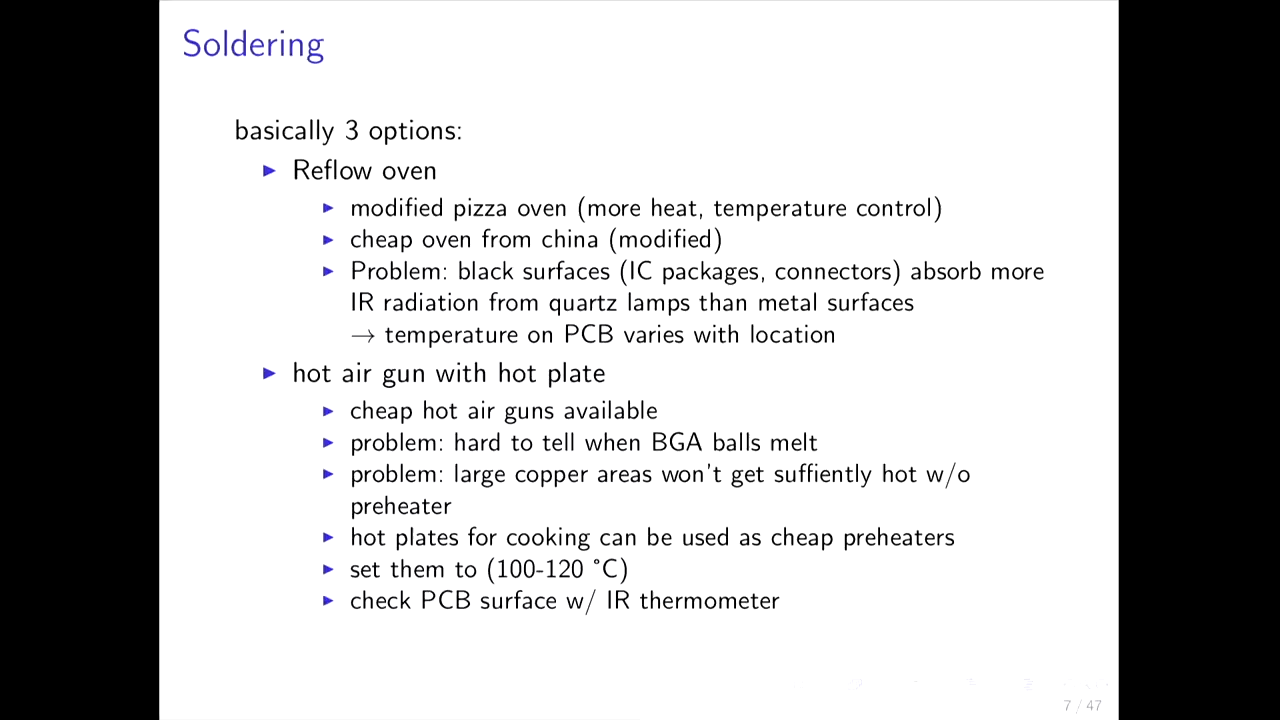 Soldering
basically 3 options:
▶ Reflow oven
▶ modified pizza oven (more heat, temperature control)
▶ cheap oven from china (modified)
▶ Problem: black surfaces (IC packages, connectors) absorb more
IR radiation from quartz lamps than metal surfaces
→ temperature on PCB varies with location
▶ hot air gun with hot plate
▶ cheap hot air guns available
▶ problem: hard to tell when BGA balls melt
▶ problem: large copper areas won't get suffiently hot w/o
preheater
▶ hot plates for cooking can be used as cheap preheaters
▶ set them to (100-120 °C)
▶ check PCB surface w/ IR thermometer
7 / 47